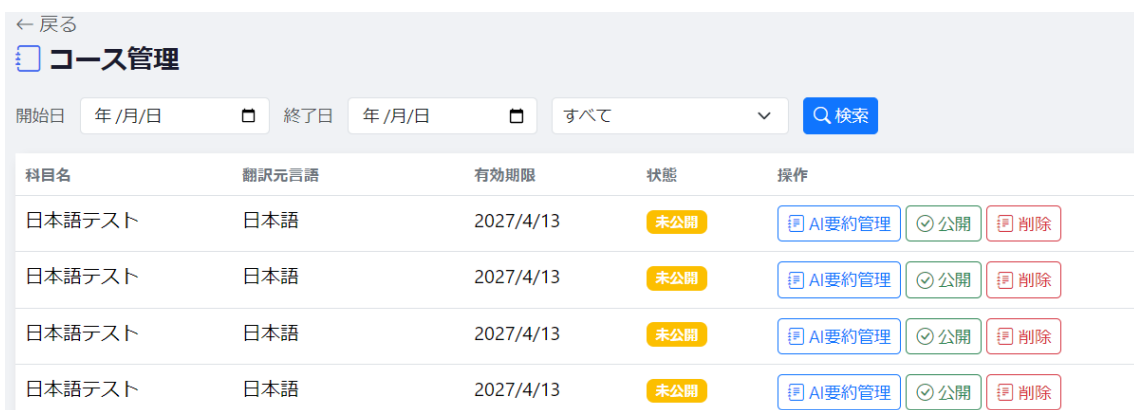 ← 戻る
コース管理
開始日 年 /月/日 終了日 年 /月/日 すべて 検索
科目名 翻訳元言語 有効期限 状態 操作
日本語テスト 日本語 2027/4/13 未公開 AI要約管理 公開 削除
日本語テスト 日本語 2027/4/13 未公開 AI要約管理 公開 削除
日本語テスト 日本語 2027/4/13 未公開 AI要約管理 公開 削除
日本語テスト 日本語 2027/4/13 未公開 AI要約管理 公開 削除